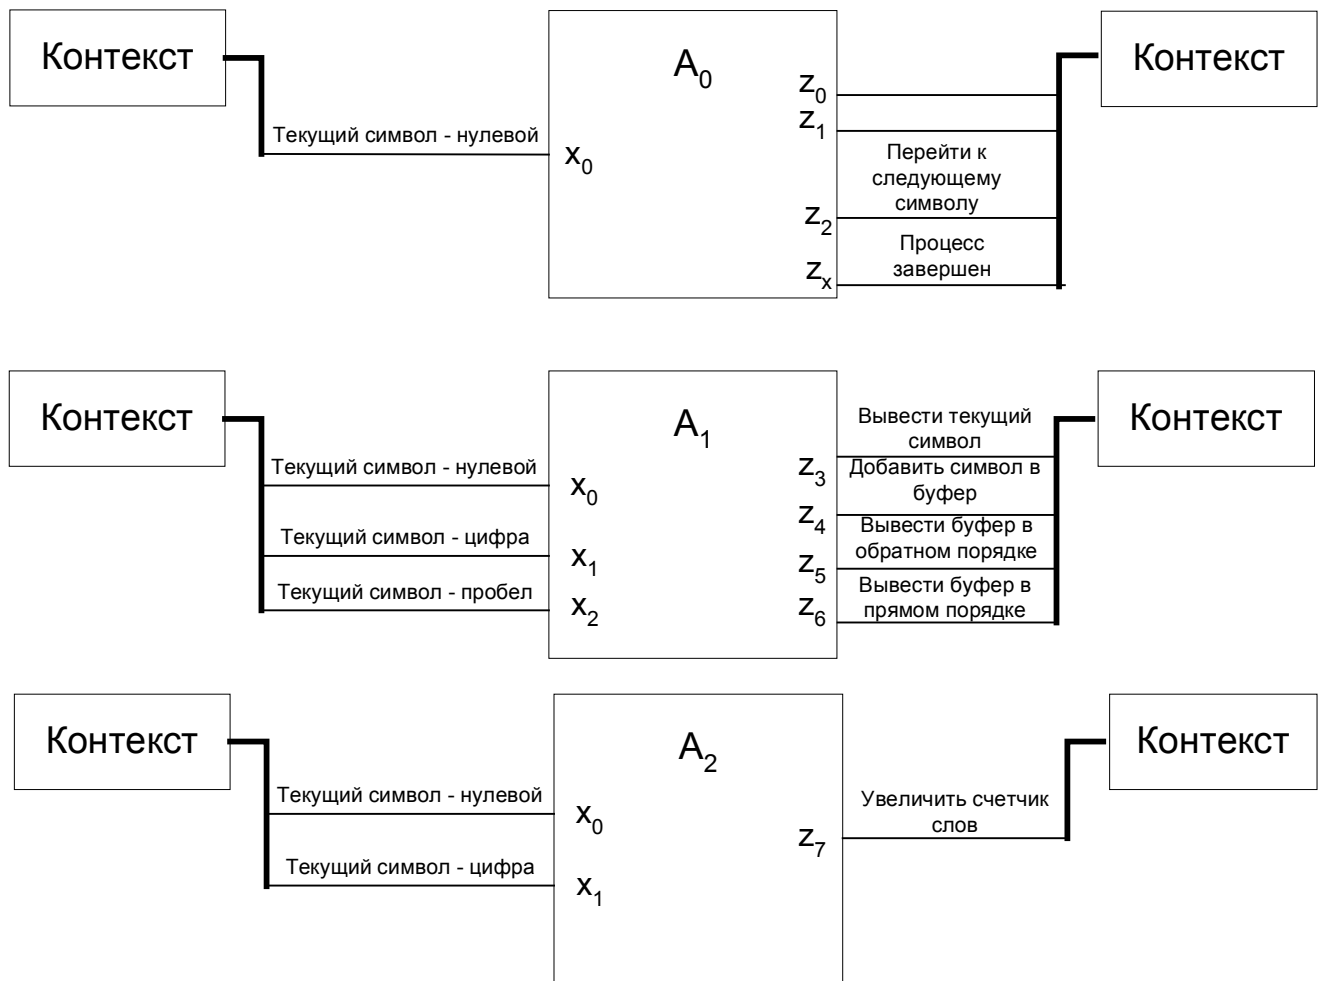 Контекст
A0
Контекст
z0
z1
Текущий символ - нулевой
x0
Перейти к
следующему
символу
z2
Процесс
завершен
zx
Контекст
A1
Контекст
Вывести текущий
символ
Текущий символ - нулевой
x0
z3
Добавить символ в
буфер
z4
Текущий символ - цифра
x1
Вывести буфер в
обратном порядке
z5
Текущий символ - пробел
x2
Вывести буфер в
прямом порядке
z6
Контекст
A2
Контекст
Текущий символ - нулевой
x0
Увеличить счетчик
слов
z7
Текущий символ - цифра
x1